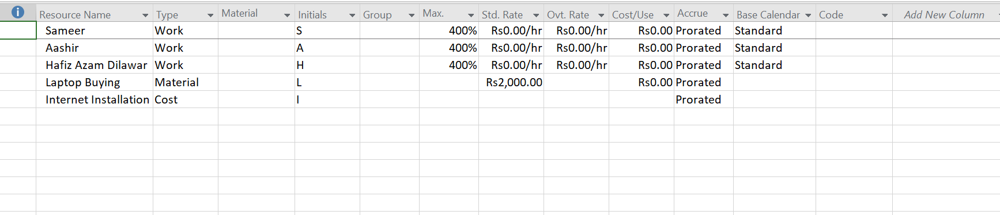 i Resource Name Type Material Initials Group Max. Std. Rate Ovt. Rate Cost/Use Accrue Base Calendar Code Add New Column
Sameer Work S 400% Rs0.00/hr Rs0.00/hr Rs0.00 Prorated Standard
Aashir Work A 400% Rs0.00/hr Rs0.00/hr Rs0.00 Prorated Standard
Hafiz Azam Dilawar Work H 400% Rs0.00/hr Rs0.00/hr Rs0.00 Prorated Standard
Laptop Buying Material L Rs2,000.00 Rs0.00 Prorated
Internet Installation Cost I Prorated